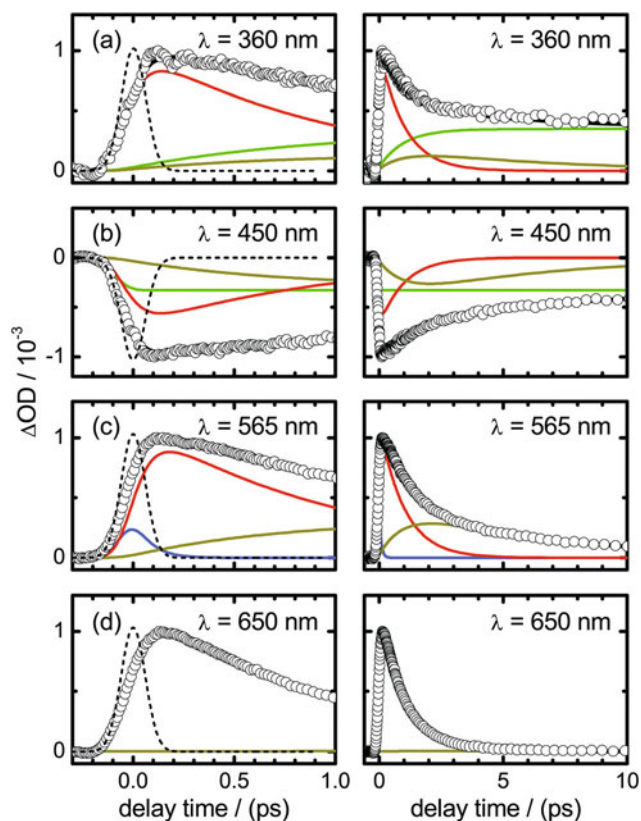 (a) λ = 360 nm λ = 360 nm
1
0
(b) λ = 450 nm λ = 450 nm
0
-1
(c) λ = 565 nm λ = 565 nm
1
0
(d) λ = 650 nm λ = 650 nm
1
0
ΔOD / 10⁻³
0.0 0.5 1.0 0 5 10
delay time / (ps) delay time / (ps)